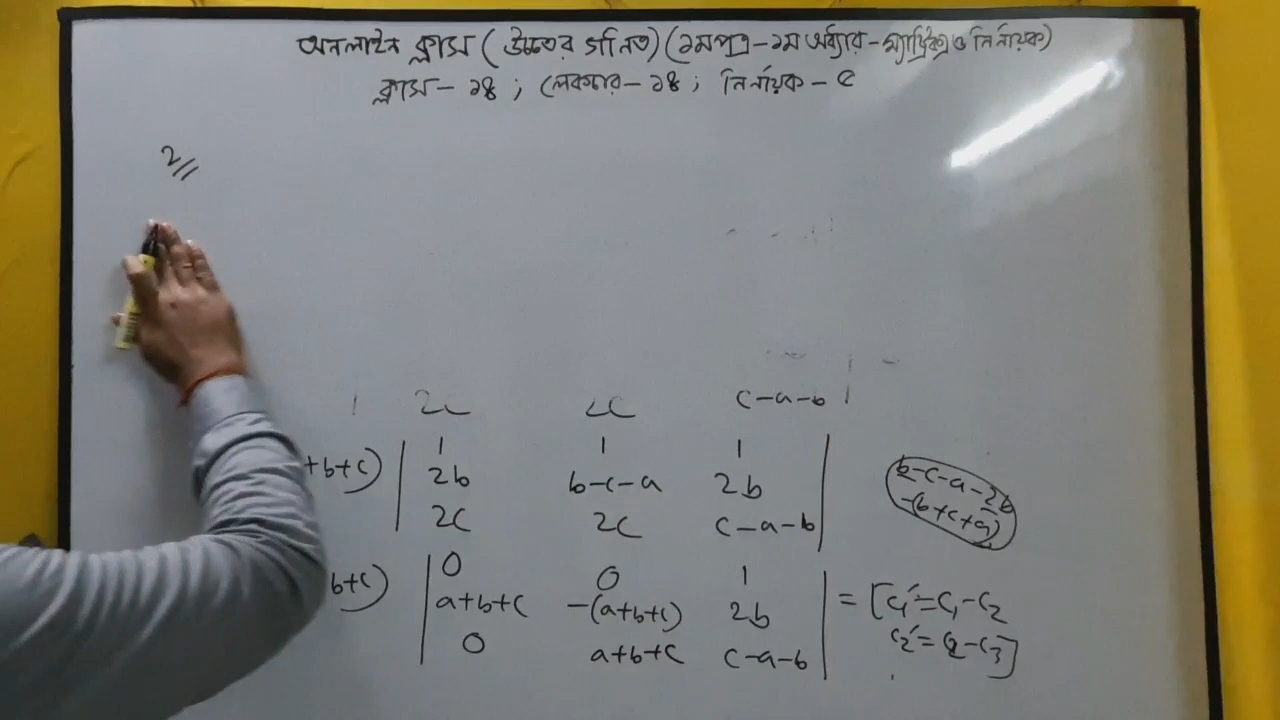 অনলাইন ক্লাস (উচ্চতর গনিত) (১মপত্র-১ম অধ্যায়-ম্যাট্রিক্স ও নির্নায়ক)
ক্লাস-১৪ ; লেকচার-১৪ ; নির্নায়ক-৫
2//
| 2c 2c c-a-b |
+b+c) | 1 1 1 |
2b b-c-a 2b
2c 2c c-a-b
b-c-a-2b
-(b+c+a)
b+c) | 0 0 1 |
a+b+c -(a+b+c) 2b = [c₁′=c₁-c₂
0 a+b+c c-a-b c₂′=c₂-c₃]